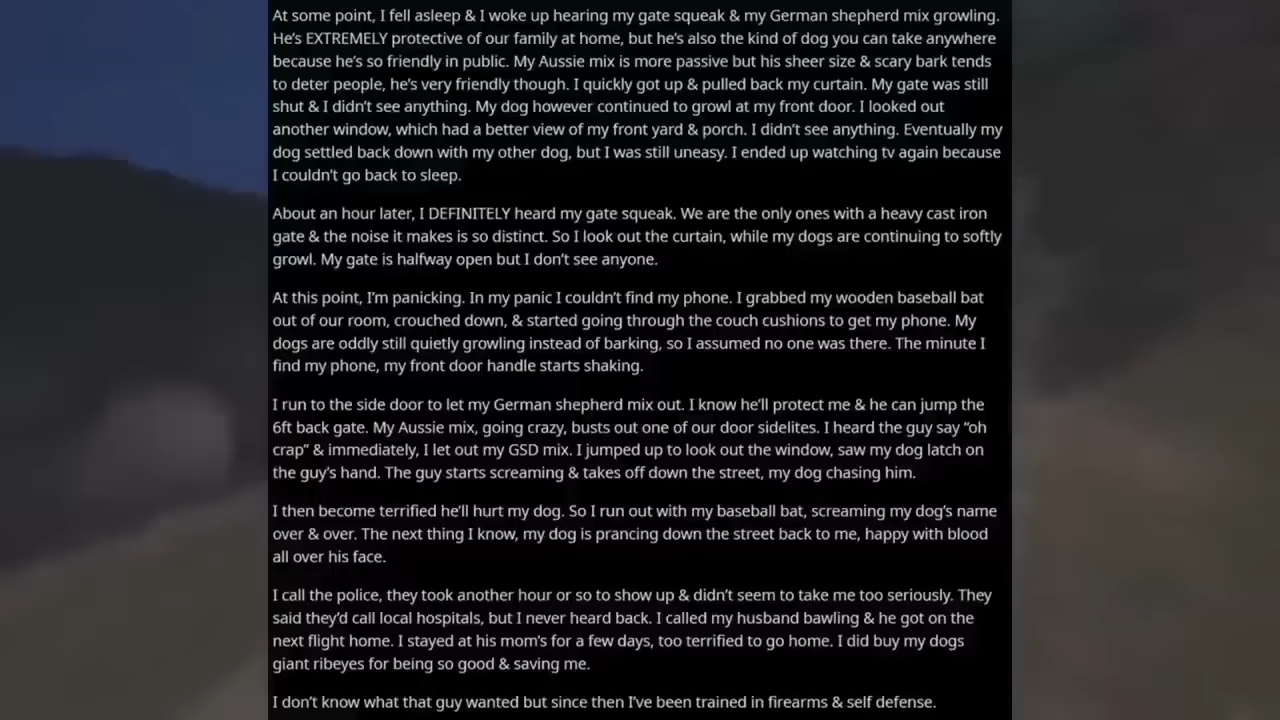 At some point, I fell asleep & I woke up hearing my gate squeak & my German shepherd mix growling.
He's EXTREMELY protective of our family at home, but he's also the kind of dog you can take anywhere
because he's so friendly in public. My Aussie mix is more passive but his sheer size & scary bark tends
to deter people, he's very friendly though. I quickly got up & pulled back my curtain. My gate was still
shut & I didn't see anything. My dog however continued to growl at my front door. I looked out
another window, which had a better view of my front yard & porch. I didn't see anything. Eventually my
dog settled back down with my other dog, but I was still uneasy. I ended up watching tv again because
I couldn't go back to sleep.
About an hour later, I DEFINITELY heard my gate squeak. We are the only ones with a heavy cast iron
gate & the noise it makes is so distinct. So I look out the curtain, while my dogs are continuing to softly
growl. My gate is halfway open but I don't see anyone.
At this point, I'm panicking. In my panic I couldn't find my phone. I grabbed my wooden baseball bat
out of our room, crouched down, & started going through the couch cushions to get my phone. My
dogs are oddly still quietly growling instead of barking, so I assumed no one was there. The minute I
find my phone, my front door handle starts shaking.
I run to the side door to let my German shepherd mix out. I know he'll protect me & he can jump the
6ft back gate. My Aussie mix, going crazy, busts out one of our door sidelites. I heard the guy say "oh
crap" & immediately, I let out my GSD mix. I jumped up to look out the window, saw my dog latch on
the guy's hand. The guy starts screaming & takes off down the street, my dog chasing him.
I then become terrified he'll hurt my dog. So I run out with my baseball bat, screaming my dog's name
over & over. The next thing I know, my dog is prancing down the street back to me, happy with blood
all over his face.
I call the police, they took another hour or so to show up & didn't seem to take me too seriously. They
said they'd call local hospitals, but I never heard back. I called my husband bawling & he got on the
next flight home. I stayed at his mom's for a few days, too terrified to go home. I did buy my dogs
giant ribeyes for being so good & saving me.
I don't know what that guy wanted but since then I've been trained in firearms & self defense.